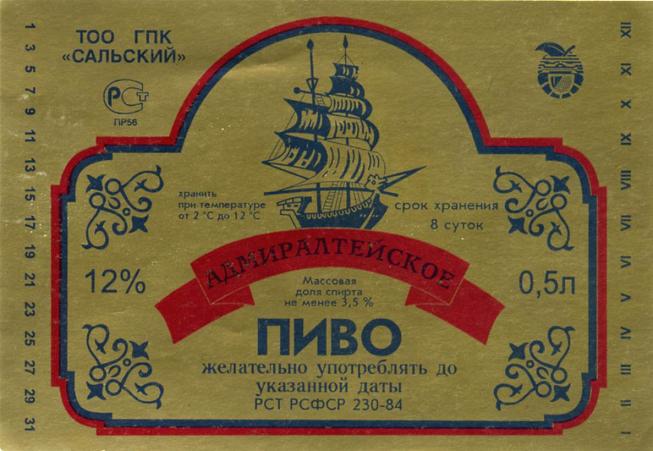 ТОО ГПК
«САЛЬСКИЙ»
РСТ
ПР56
1
3
5
7
9
11
13
15
17
19
21
23
25
27
29
31
XII
XI
X
IX
VIII
VII
VI
V
IV
III
II
I
хранить
при температуре
от 2 °С до 12 °С
срок хранения
8 суток
АДМИРАЛТЕЙСКОЕ
12%
Массовая
доля спирта
не менее 3,5 %
0,5л
ПИВО
желательно употреблять до
указанной даты
РСТ РСФСР 230-84